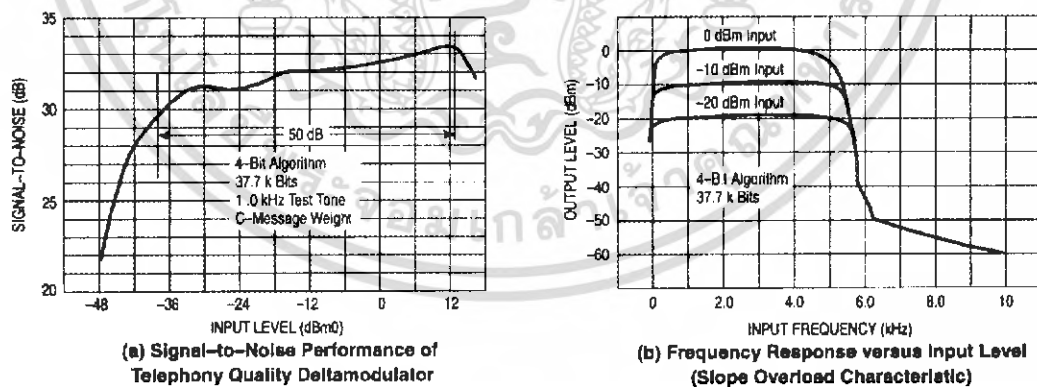 SIGNAL-TO-NOISE (dB)
35
33
31
29
27
25
20
50 dB
4-Bit Algorithm
37.7 k Bits
1.0 kHz Test Tone
C-Message Weight
-48
-36
-24
-12
0
12
INPUT LEVEL (dBm0)
(a) Signal-to-Noise Performance of
Telephony Quality Deltamodulator
OUTPUT LEVEL (dBm)
0
-10
-20
-30
-40
-50
-60
0 dBm Input
-10 dBm Input
-20 dBm Input
4-Bit Algorithm
37.7 k Bits
0
2.0
4.0
6.0
8.0
10
INPUT FREQUENCY (kHz)
(b) Frequency Response versus Input Level
(Slope Overload Characteristic)